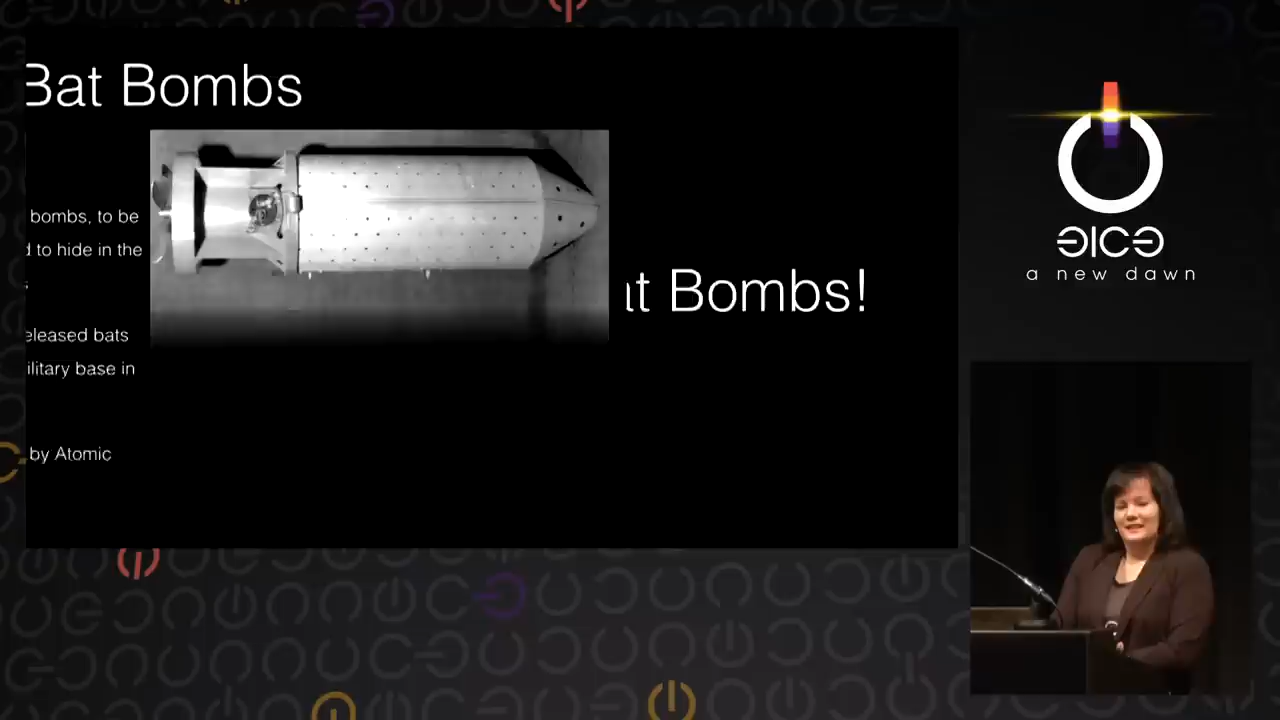 Bat Bombs
bombs, to be
to hide in the
eleased bats
ilitary base in
by Atomic
t Bombs!
a new dawn